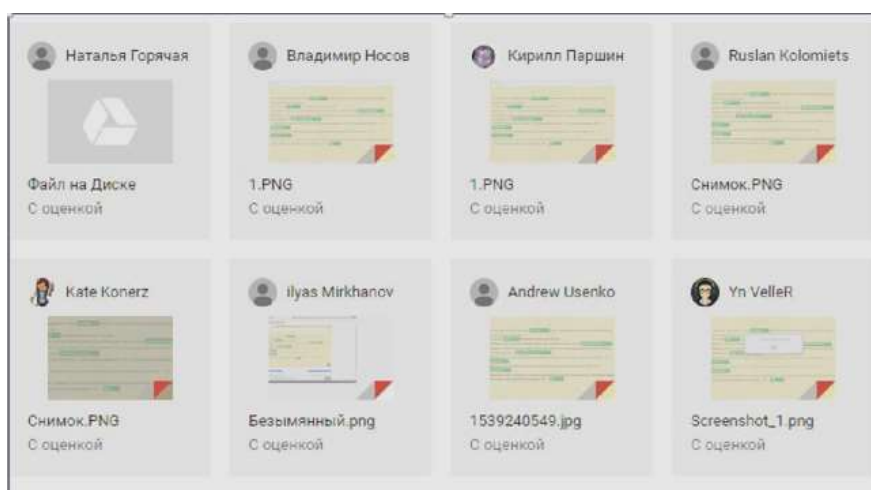 Наталья Горячая
Владимир Носов
Кирилл Паршин
Ruslan Kolomiets
Файл на Диске
1.PNG
1.PNG
Снимок.PNG
С оценкой
С оценкой
С оценкой
С оценкой
Kate Konerz
ilyas Mirkhanov
Andrew Usenko
Yn VelleR
Снимок.PNG
Безымянный.png
1539240549.jpg
Screenshot_1.png
С оценкой
С оценкой
С оценкой
С оценкой